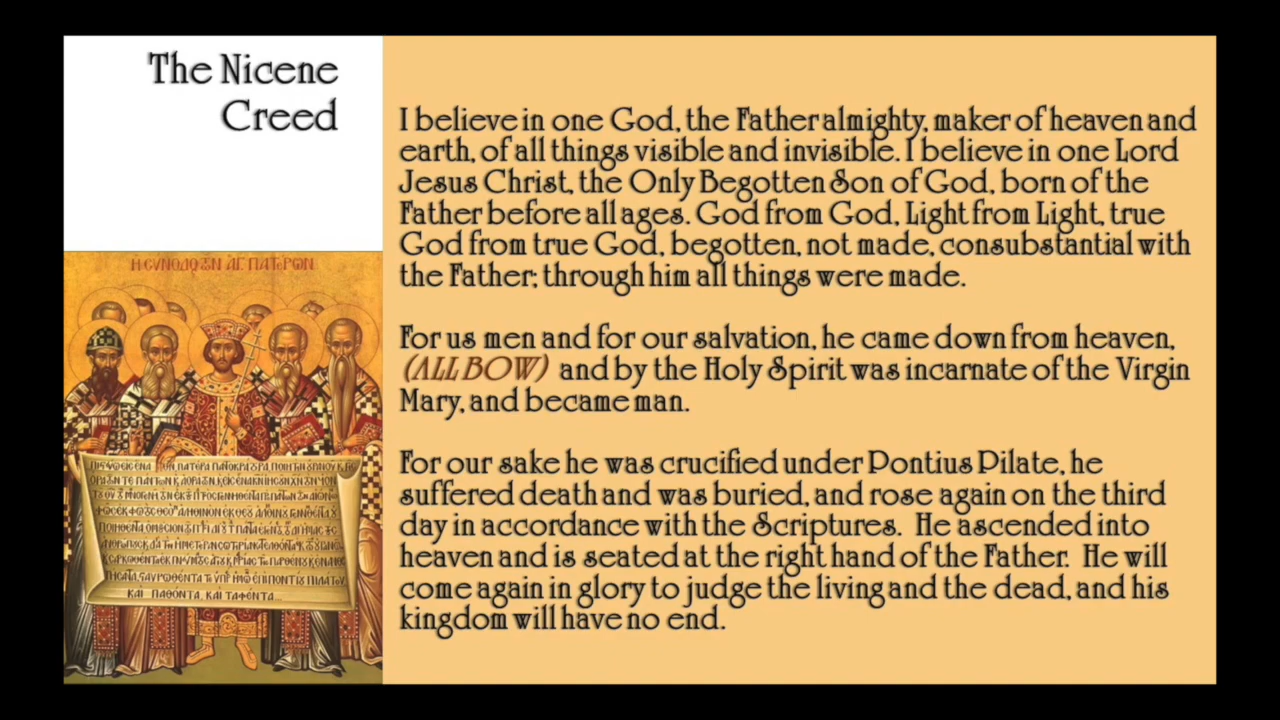 The Nicene
Creed
I believe in one God, the Father almighty, maker of heaven and
earth, of all things visible and invisible. I believe in one Lord
Jesus Christ, the Only Begotten Son of God, born of the
Father before all ages. God from God, Light from Light, true
God from true God, begotten, not made, consubstantial with
the Father; through him all things were made.
For us men and for our salvation, he came down from heaven,
(ALL BOW) and by the Holy Spirit was incarnate of the Virgin
Mary, and became man.
For our sake he was crucified under Pontius Pilate, he
suffered death and was buried, and rose again on the third
day in accordance with the Scriptures. He ascended into
heaven and is seated at the right hand of the Father. He will
come again in glory to judge the living and the dead, and his
kingdom will have no end.
ΚΑΙ ΠΑΘΟΝΤΑ ΚΑΙ ΤΑΦΕΝΤΑ...